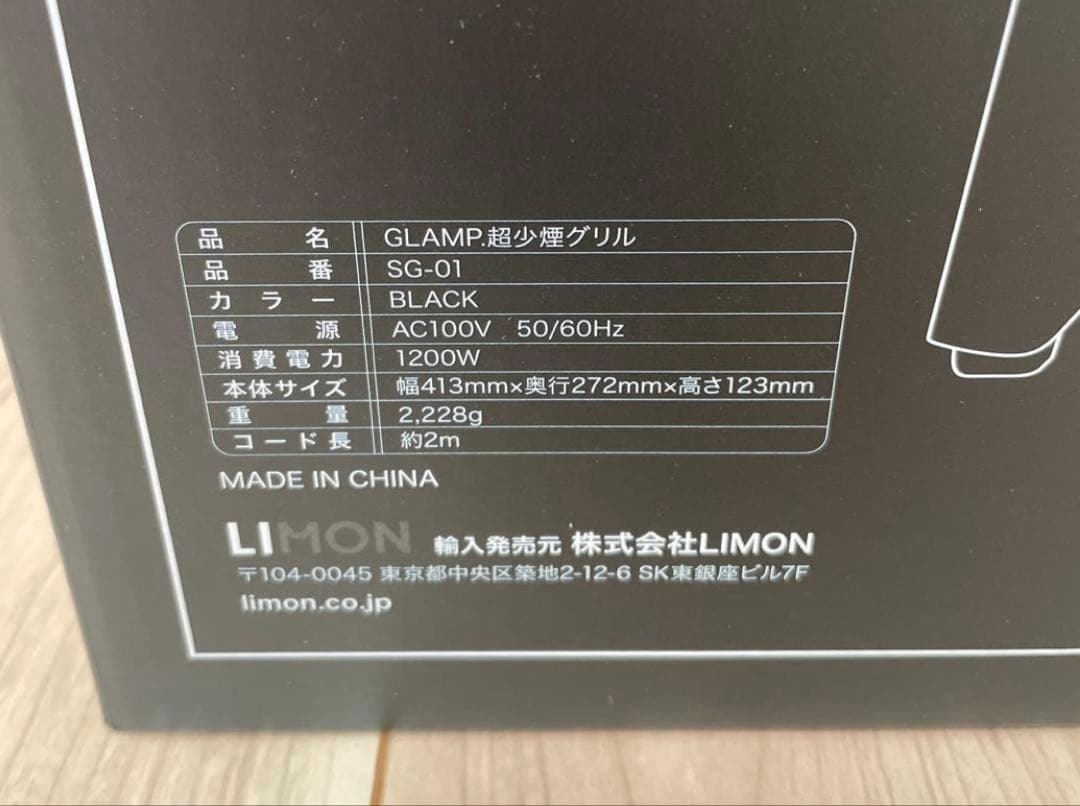 品名 GLAMP.超少煙グリル
品番 SG-01
カラー BLACK
電源 AC100V 50/60Hz
消費電力 1200W
本体サイズ 幅413mm×奥行272mm×高さ123mm
重量 2,228g
コード長 約2m
MADE IN CHINA
LIMON 輸入発売元 株式会社LIMON
〒104-0045 東京都中央区築地2-12-6 SK東銀座ビル7F
limon.co.jp